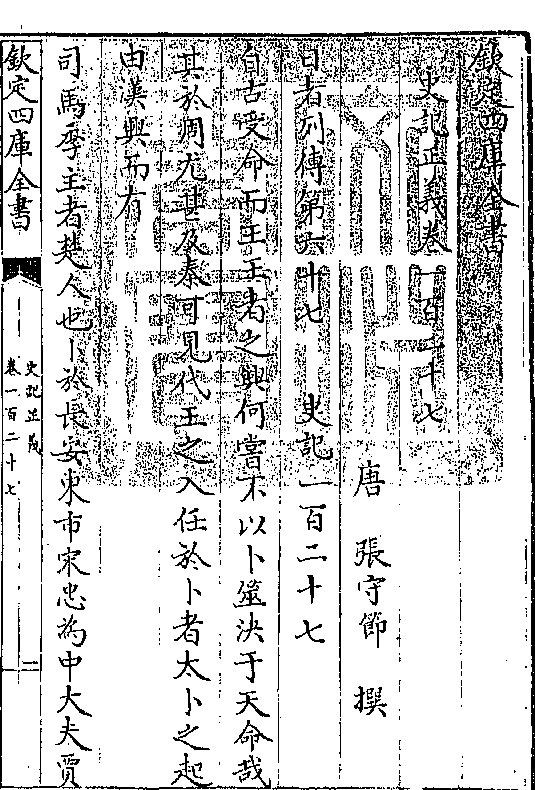 欽定四庫全書
史記正義卷一百二十七
唐 張守節 撰
日者列傳第六十七 史記一百二十七
自古受命而王王者之興何嘗不以卜筮決于天命哉
其於周尤甚及秦可見代王之入任於卜者太卜之起
由漢興而有
司馬季主者楚人也卜於長安東市宋忠為中大夫賈
欽定四庫全書
史記正義
卷一百二十七
一